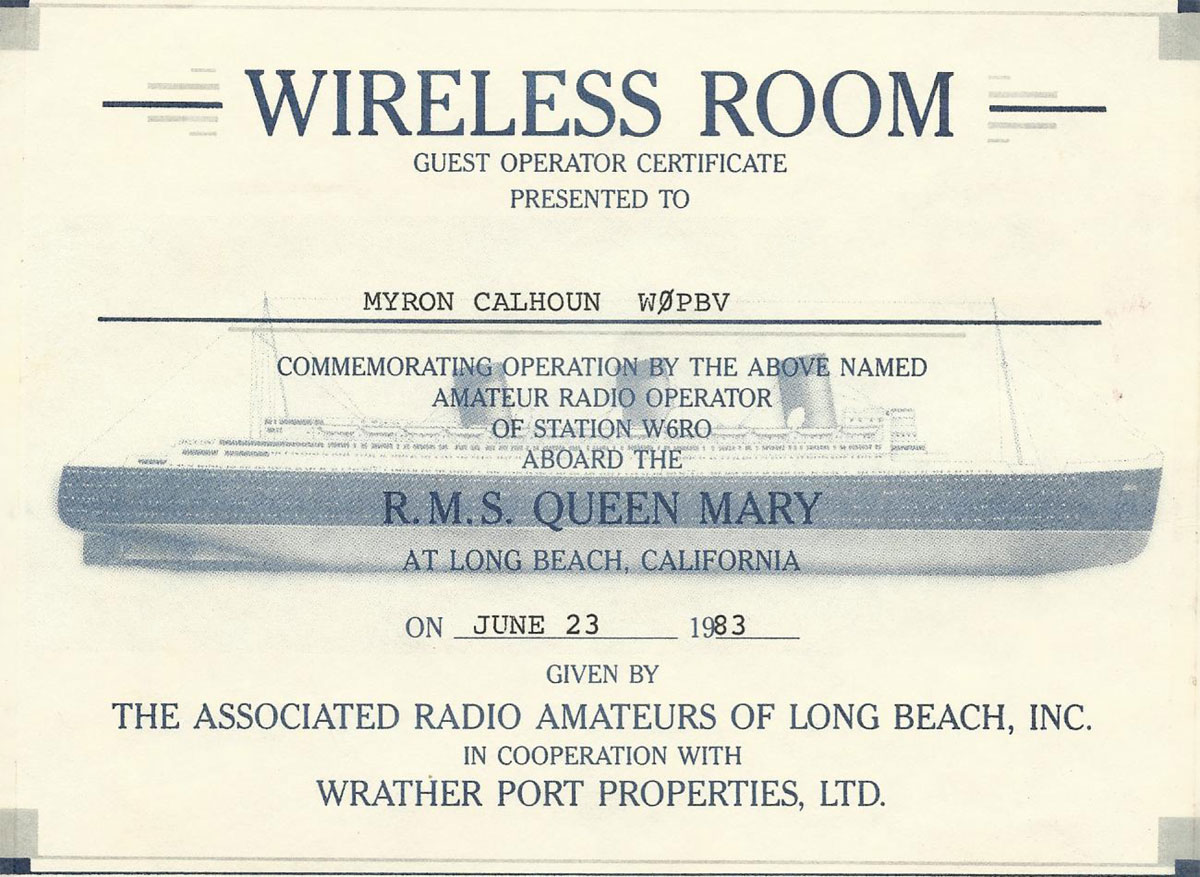 WIRELESS ROOM
GUEST OPERATOR CERTIFICATE
PRESENTED TO
MYRON CALHOUN WØPBV
COMMEMORATING OPERATION BY THE ABOVE NAMED
AMATEUR RADIO OPERATOR
OF STATION W6RO
ABOARD THE
R.M.S. QUEEN MARY
AT LONG BEACH, CALIFORNIA
ON JUNE 23 1983
GIVEN BY
THE ASSOCIATED RADIO AMATEURS OF LONG BEACH, INC.
IN COOPERATION WITH
WRATHER PORT PROPERTIES, LTD.